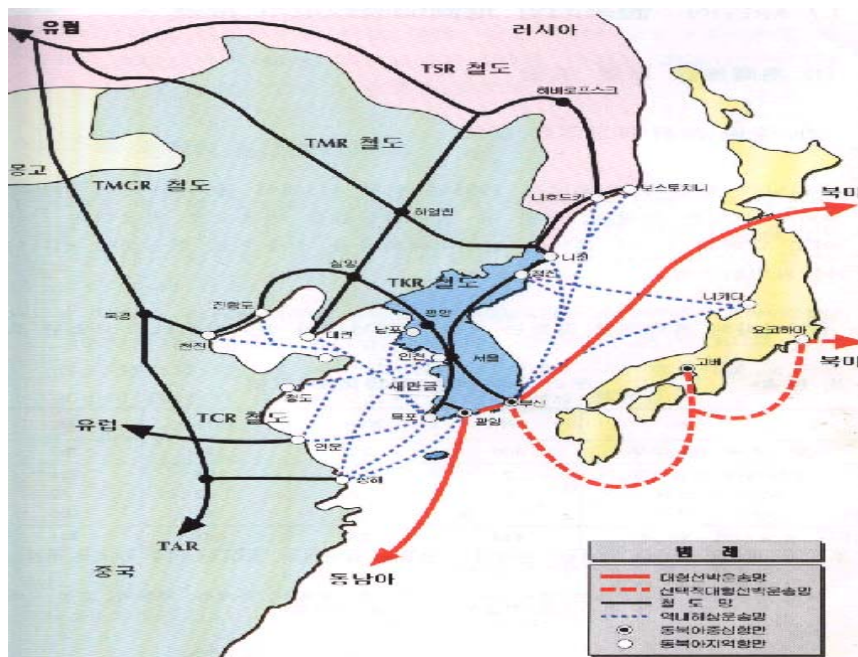 유럽
러시아
TSR 철도
하바로프스크
TMR 철도
몽고
TMGR 철도
나호드카
보스토치니
북미
하얼빈
나진
심양
청진
TKR 철도
니가타
진황도
북경
평양
요코하마
남포
천진
대련
인천
서울
고베
북미
새만금
청도
TCR 철도
목포
부산
광양
유럽
연운
상해
TAR
중국
동남아
범 례
대형선박운송망
선택적대형선박운송망
철 도 망
역내해상운송망
동북아중심항만
동북아지역항만